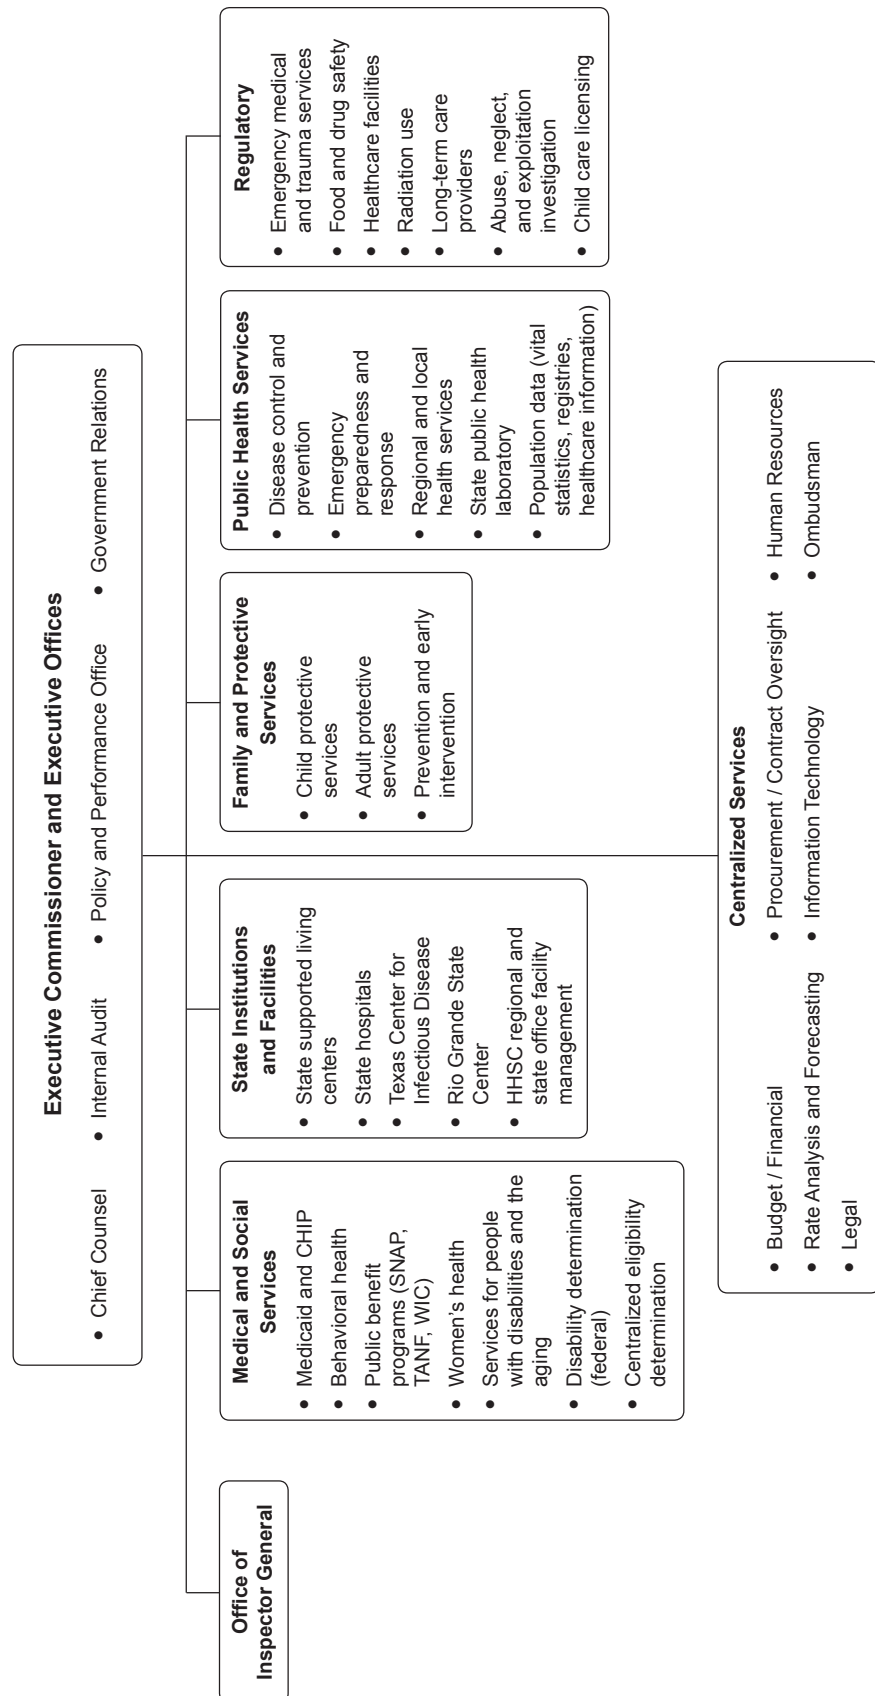 Executive Commissioner and Executive Offices
● Chief Counsel
● Internal Audit
● Policy and Performance Office
● Government Relations
Office of
Inspector General
Medical and Social
Services
● Medicaid and CHIP
● Behavioral health
● Public benefit
programs (SNAP,
TANF, WIC)
● Women's health
● Services for people
with disabilities and the
aging
● Disability determination
(federal)
● Centralized eligibility
determination
State Institutions
and Facilities
● State supported living
centers
● State hospitals
● Texas Center for
Infectious Disease
● Rio Grande State
Center
● HHSC regional and
state office facility
management
Family and Protective
Services
● Child protective
services
● Adult protective
services
● Prevention and early
intervention
Public Health Services
● Disease control and
prevention
● Emergency
preparedness and
response
● Regional and local
health services
● State public health
laboratory
● Population data (vital
statistics, registries,
healthcare information)
Regulatory
● Emergency medical
and trauma services
● Food and drug safety
● Healthcare facilities
● Radiation use
● Long-term care
providers
● Abuse, neglect,
and exploitation
investigation
● Child care licensing
Centralized Services
● Budget / Financial
● Rate Analysis and Forecasting
● Legal
● Procurement / Contract Oversight
● Information Technology
● Human Resources
● Ombudsman